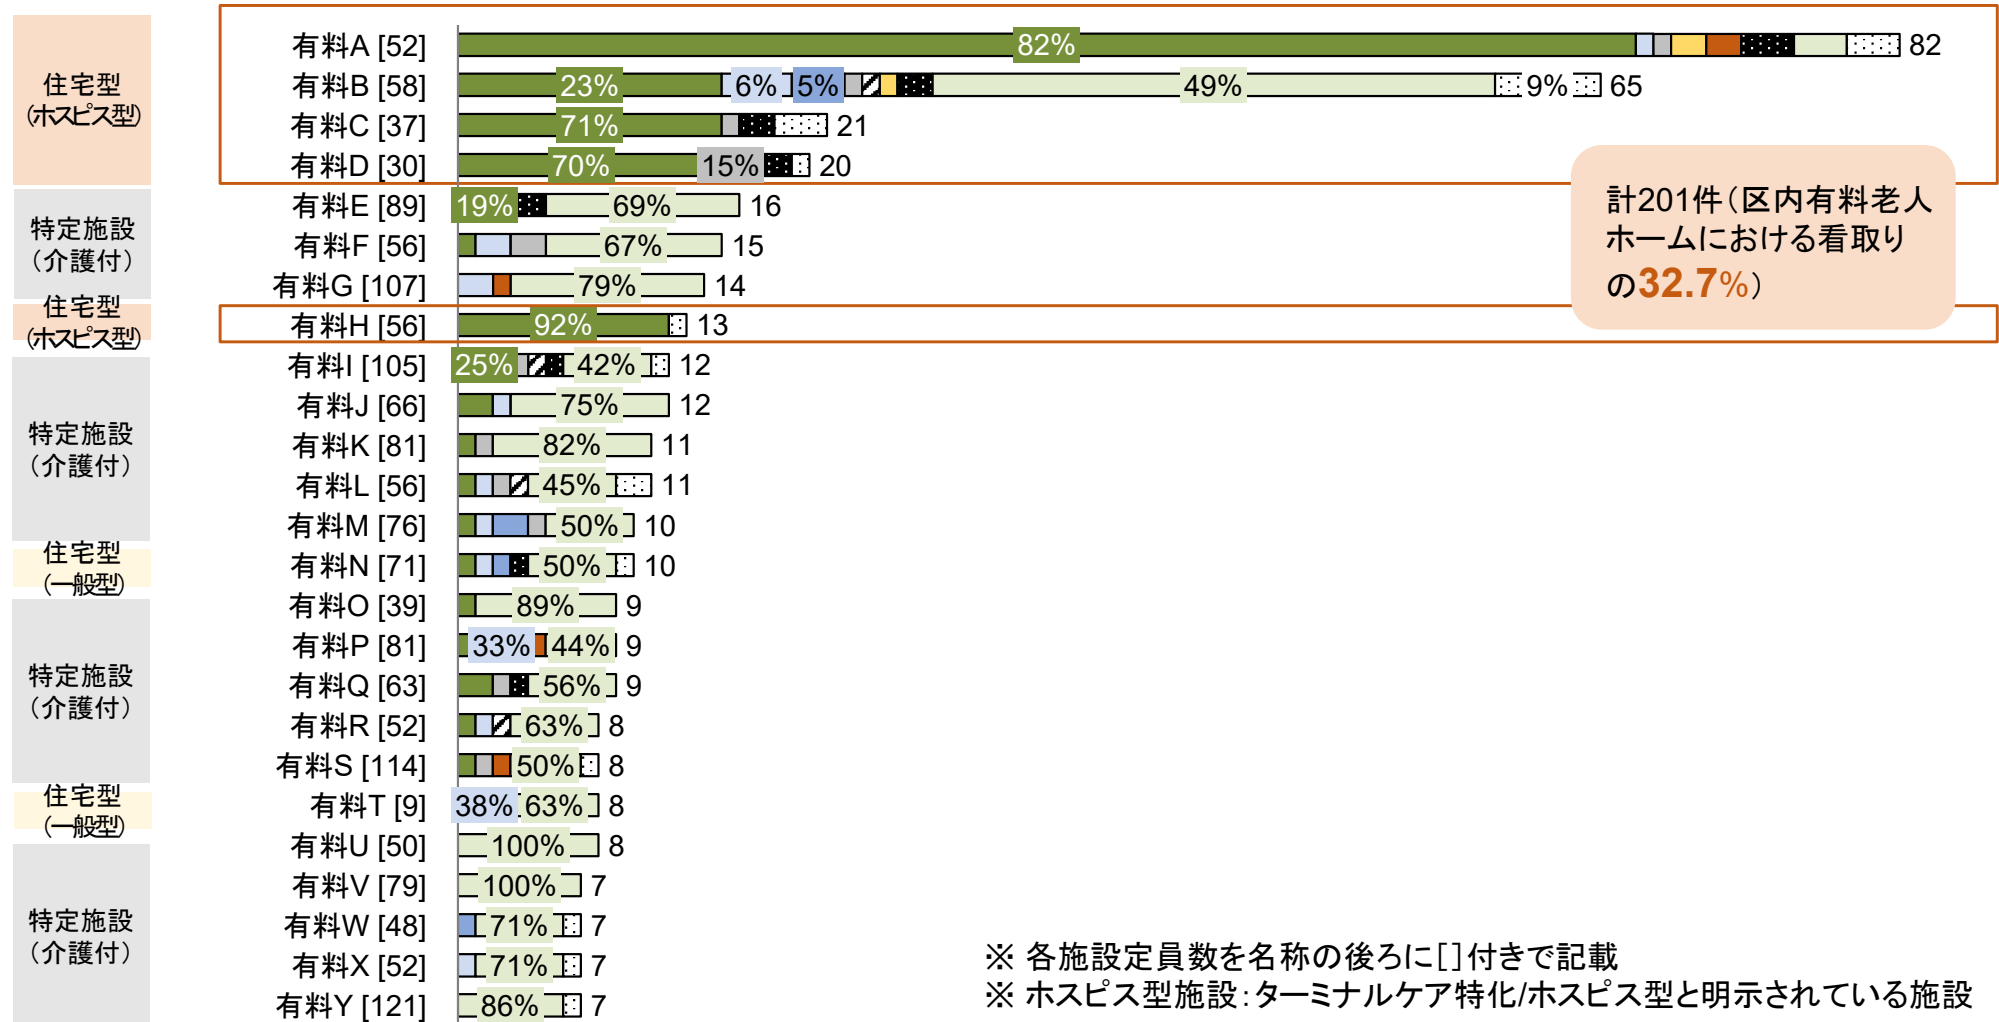 住宅型
(ホスピス型)
有料A [52] 82% 82
有料B [58] 23% 6% 5% 49% 9% 65
有料C [37] 71% 21
有料D [30] 70% 15% 20
特定施設
（介護付）
有料E [89] 19% 69% 16
有料F [56] 67% 15
有料G [107] 79% 14
計201件（区内有料老人
ホームにおける看取り
の32.7%）
住宅型
(ホスピス型)
有料H [56] 92% 13
特定施設
（介護付）
有料I [105] 25% 42% 12
有料J [66] 75% 12
有料K [81] 82% 11
有料L [56] 45% 11
有料M [76] 50% 10
住宅型
(一般型)
有料N [71] 50% 10
特定施設
（介護付）
有料O [39] 89% 9
有料P [81] 33% 44% 9
有料Q [63] 56% 9
有料R [52] 63% 8
有料S [114] 50% 8
住宅型
(一般型)
有料T [9] 38% 63% 8
特定施設
（介護付）
有料U [50] 100% 8
有料V [79] 100% 7
有料W [48] 71% 7
有料X [52] 71% 7
有料Y [121] 86% 7
※ 各施設定員数を名称の後ろに[]付きで記載
※ ホスピス型施設：ターミナルケア特化/ホスピス型と明示されている施設